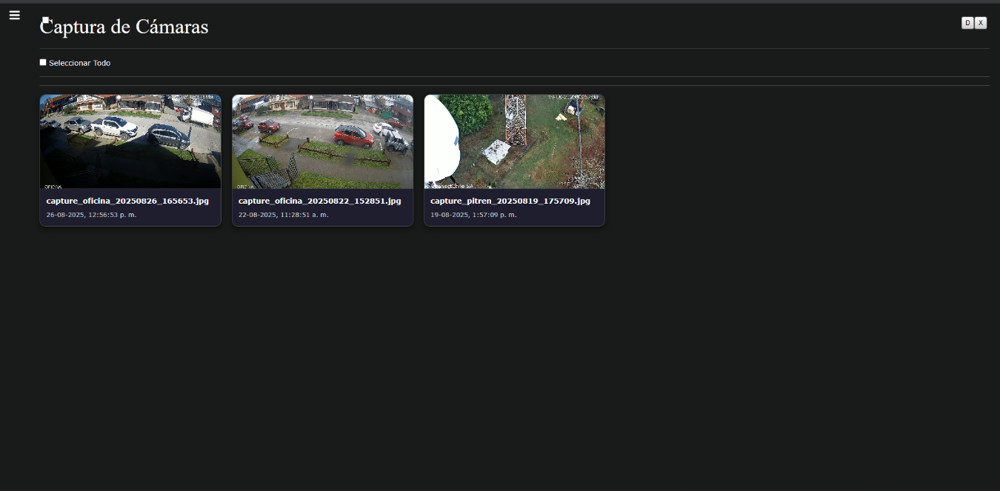 Captura de Cámaras
D X
Seleccionar Todo
OFICINA
capture_oficina_20250826_165653.jpg
26-08-2025, 12:56:53 p. m.
capture_oficina_20250822_152851.jpg
22-08-2025, 11:28:51 a. m.
capture_pitren_20250819_175709.jpg
19-08-2025, 1:57:09 p. m.